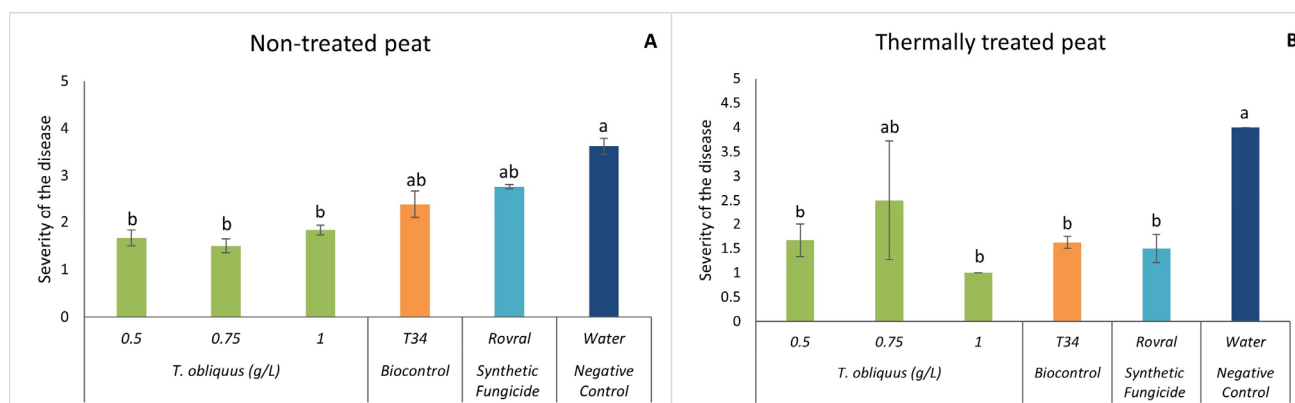 Non-treated peat
A
Severity of the disease
5
4
3
2
1
0
b
b
b
ab
ab
a
0.5 0.75 1 T34 Rovral Water
T. obliquus (g/L) Biocontrol Synthetic Negative
Fungicide Control
Thermally treated peat
B
Severity of the disease
5
4.5
4
3.5
3
2.5
2
1.5
1
0.5
0
b
ab
b
b
b
a
0.5 0.75 1 T34 Rovral Water
T. obliquus (g/L) Biocontrol Synthetic Negative
Fungicide Control